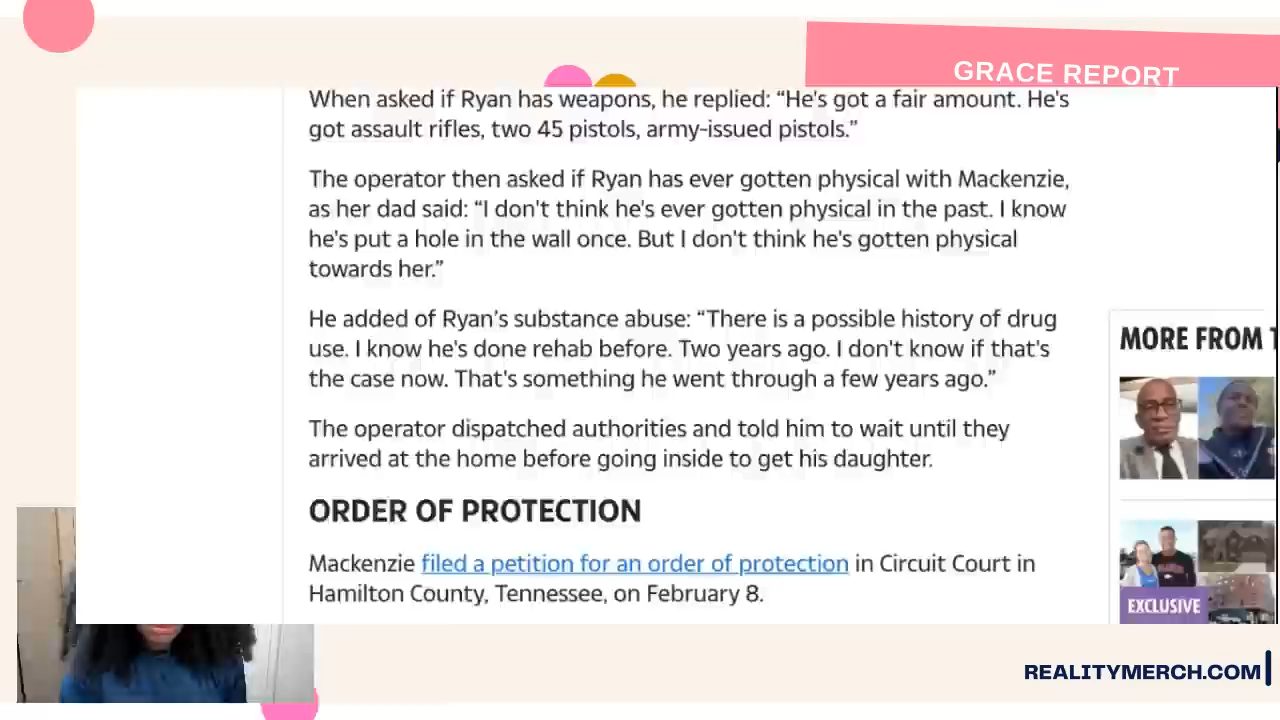 GRACE REPORT
When asked if Ryan has weapons, he replied: “He's got a fair amount. He's
got assault rifles, two 45 pistols, army-issued pistols.”
The operator then asked if Ryan has ever gotten physical with Mackenzie,
as her dad said: “I don't think he's ever gotten physical in the past. I know
he's put a hole in the wall once. But I don't think he's gotten physical
towards her.”
He added of Ryan’s substance abuse: “There is a possible history of drug
use. I know he's done rehab before. Two years ago. I don't know if that's
the case now. That's something he went through a few years ago.”
The operator dispatched authorities and told him to wait until they
arrived at the home before going inside to get his daughter.
ORDER OF PROTECTION
Mackenzie filed a petition for an order of protection in Circuit Court in
Hamilton County, Tennessee, on February 8.
MORE FROM T
EXCLUSIVE
REALITYMERCH.COM